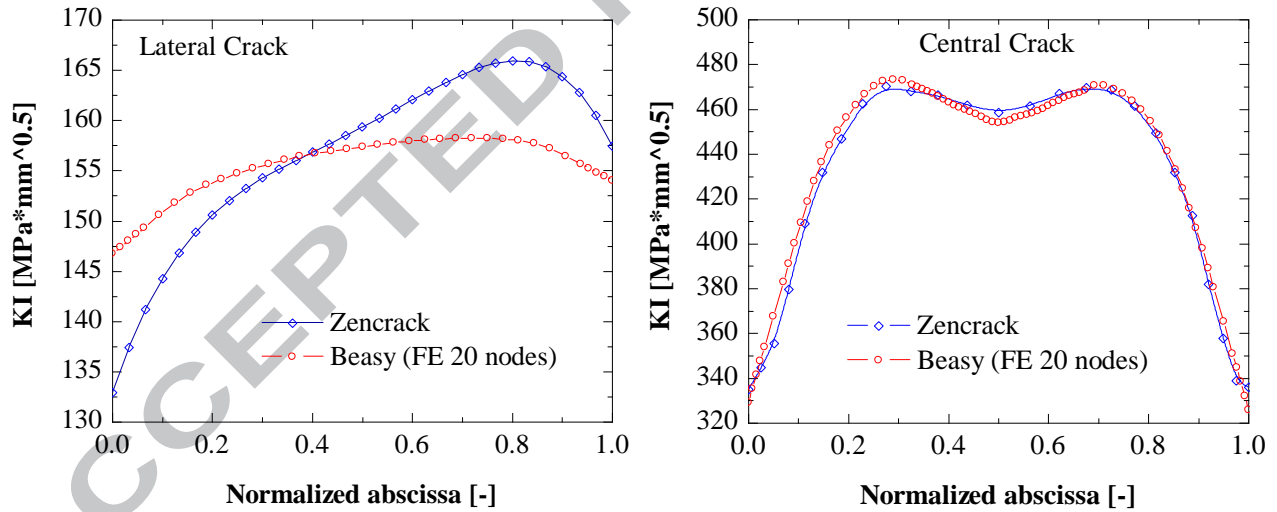 Lateral Crack
170
165
160
155
150
145
140
135
130
KI [MPa*mm^0.5]
Zencrack
Beasy (FE 20 nodes)
0.0 0.2 0.4 0.6 0.8 1.0
Normalized abscissa [-]
CCEPTED
Central Crack
500
480
460
440
420
400
380
360
340
320
KI [MPa*mm^0.5]
Zencrack
Beasy (FE 20 nodes)
0.0 0.2 0.4 0.6 0.8 1.0
Normalized abscissa [-]